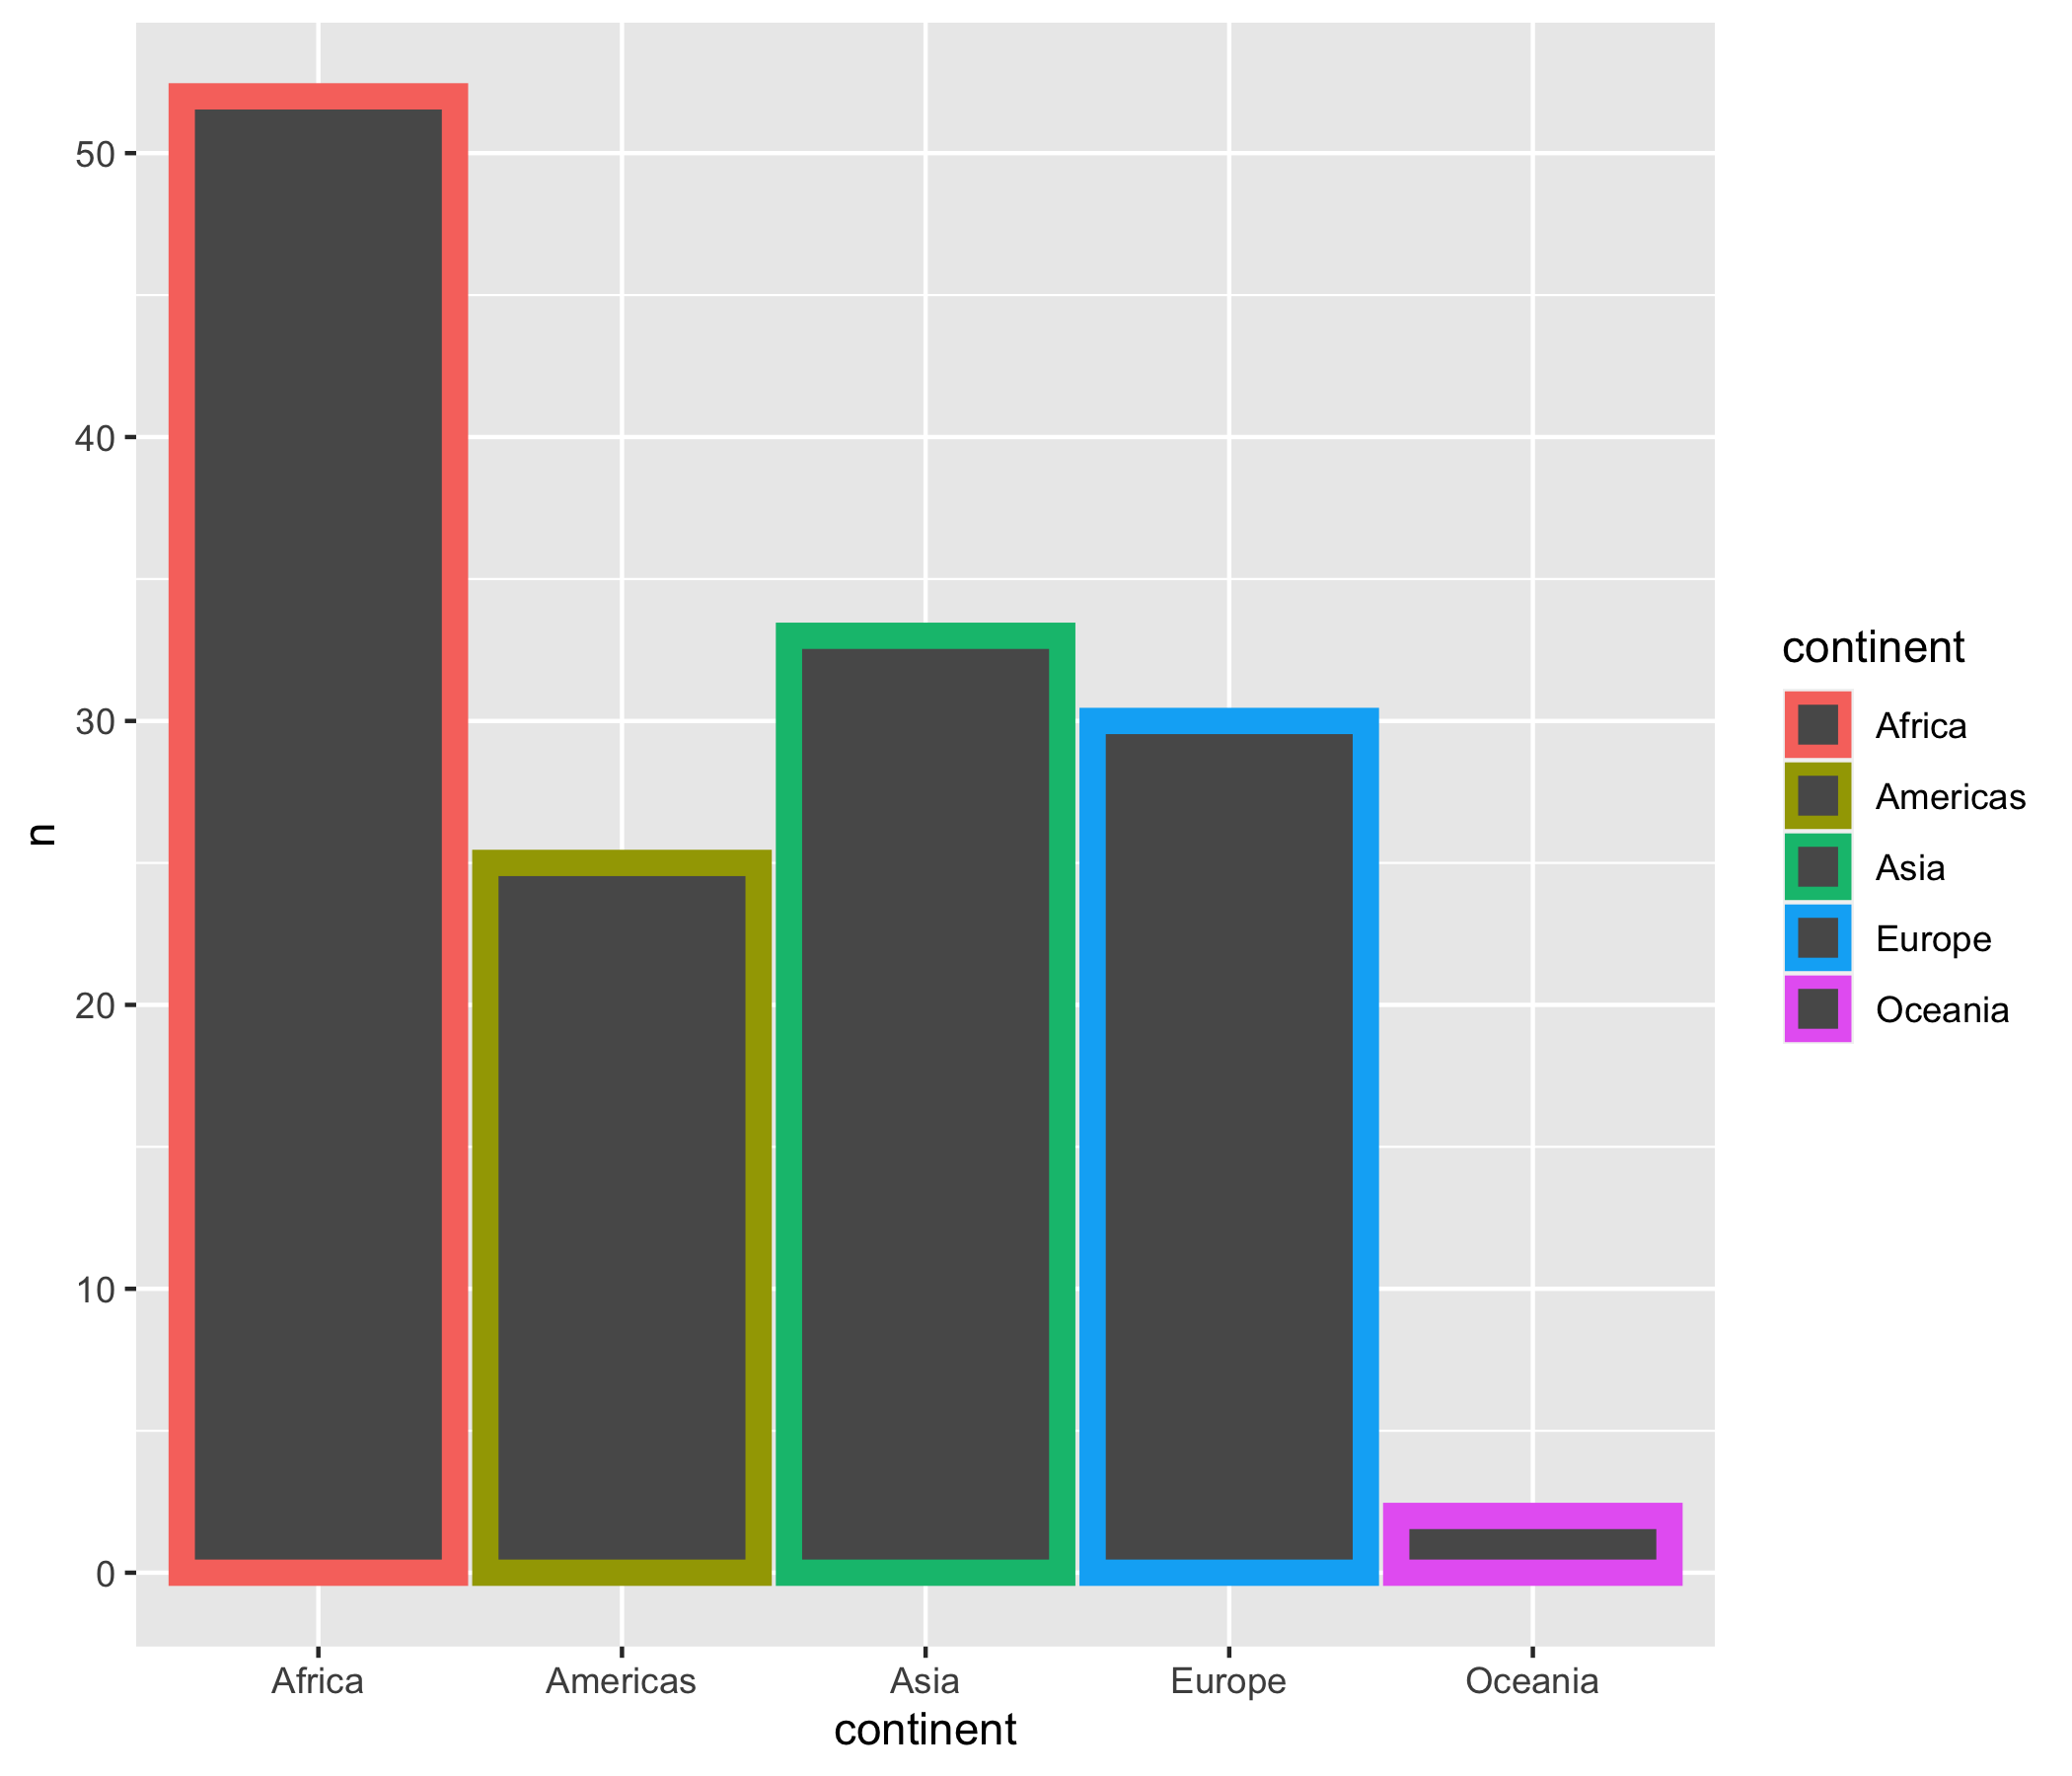 50
40
30
20
10
0
n
Africa Americas Asia Europe Oceania
continent
continent
Africa
Americas
Asia
Europe
Oceania